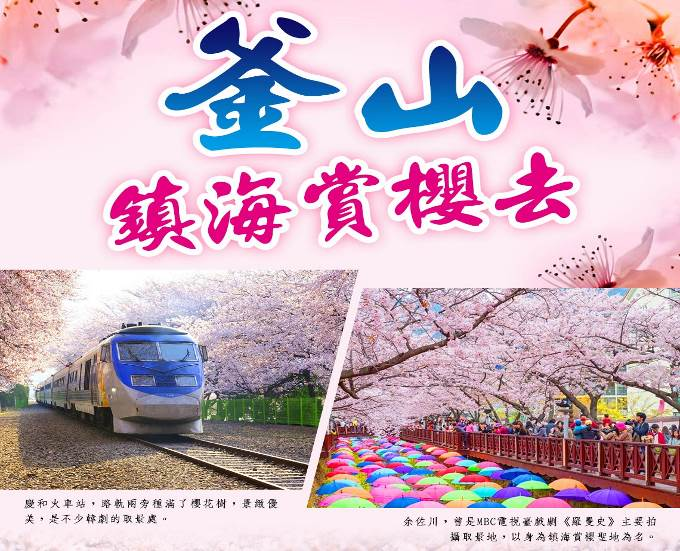 釜山
鎮海賞櫻去
慶和火車站，路軌兩旁種滿了櫻花樹，景緻優
美，是不少韓劇的取景處。
余佐川，曾是MBC電視臺戲劇《羅曼史》主要拍
攝取景地，以身為鎮海賞櫻聖地為名。